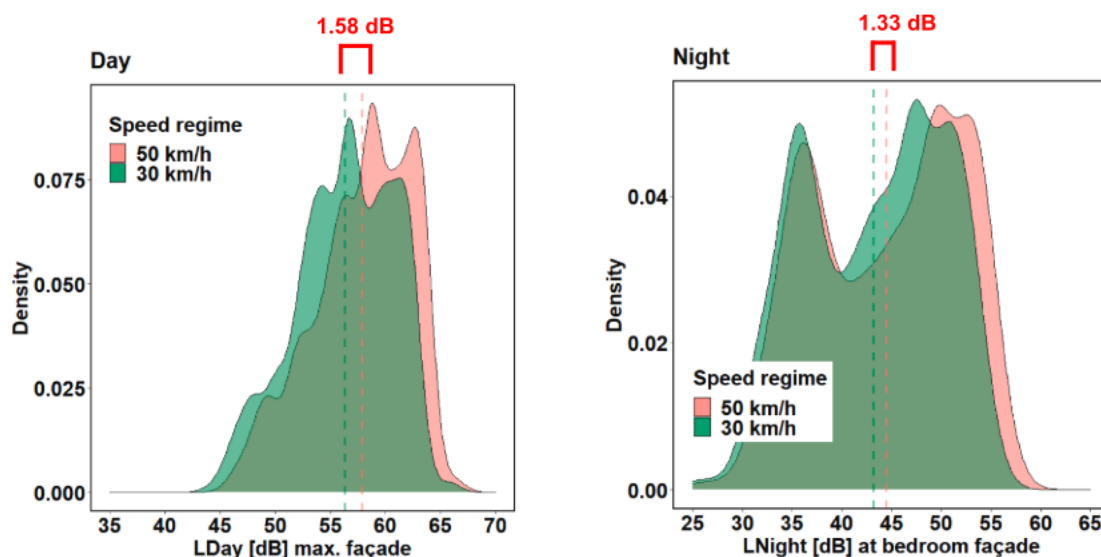 1.58 dB
Day
Speed regime
50 km/h
30 km/h
0.075
0.050
0.025
0.000
Density
35 40 45 50 55 60 65 70
LDay [dB] max. façade
1.33 dB
Night
0.04
0.02
0.00
Density
Speed regime
50 km/h
30 km/h
25 30 35 40 45 50 55 60 65
LNight [dB] at bedroom façade